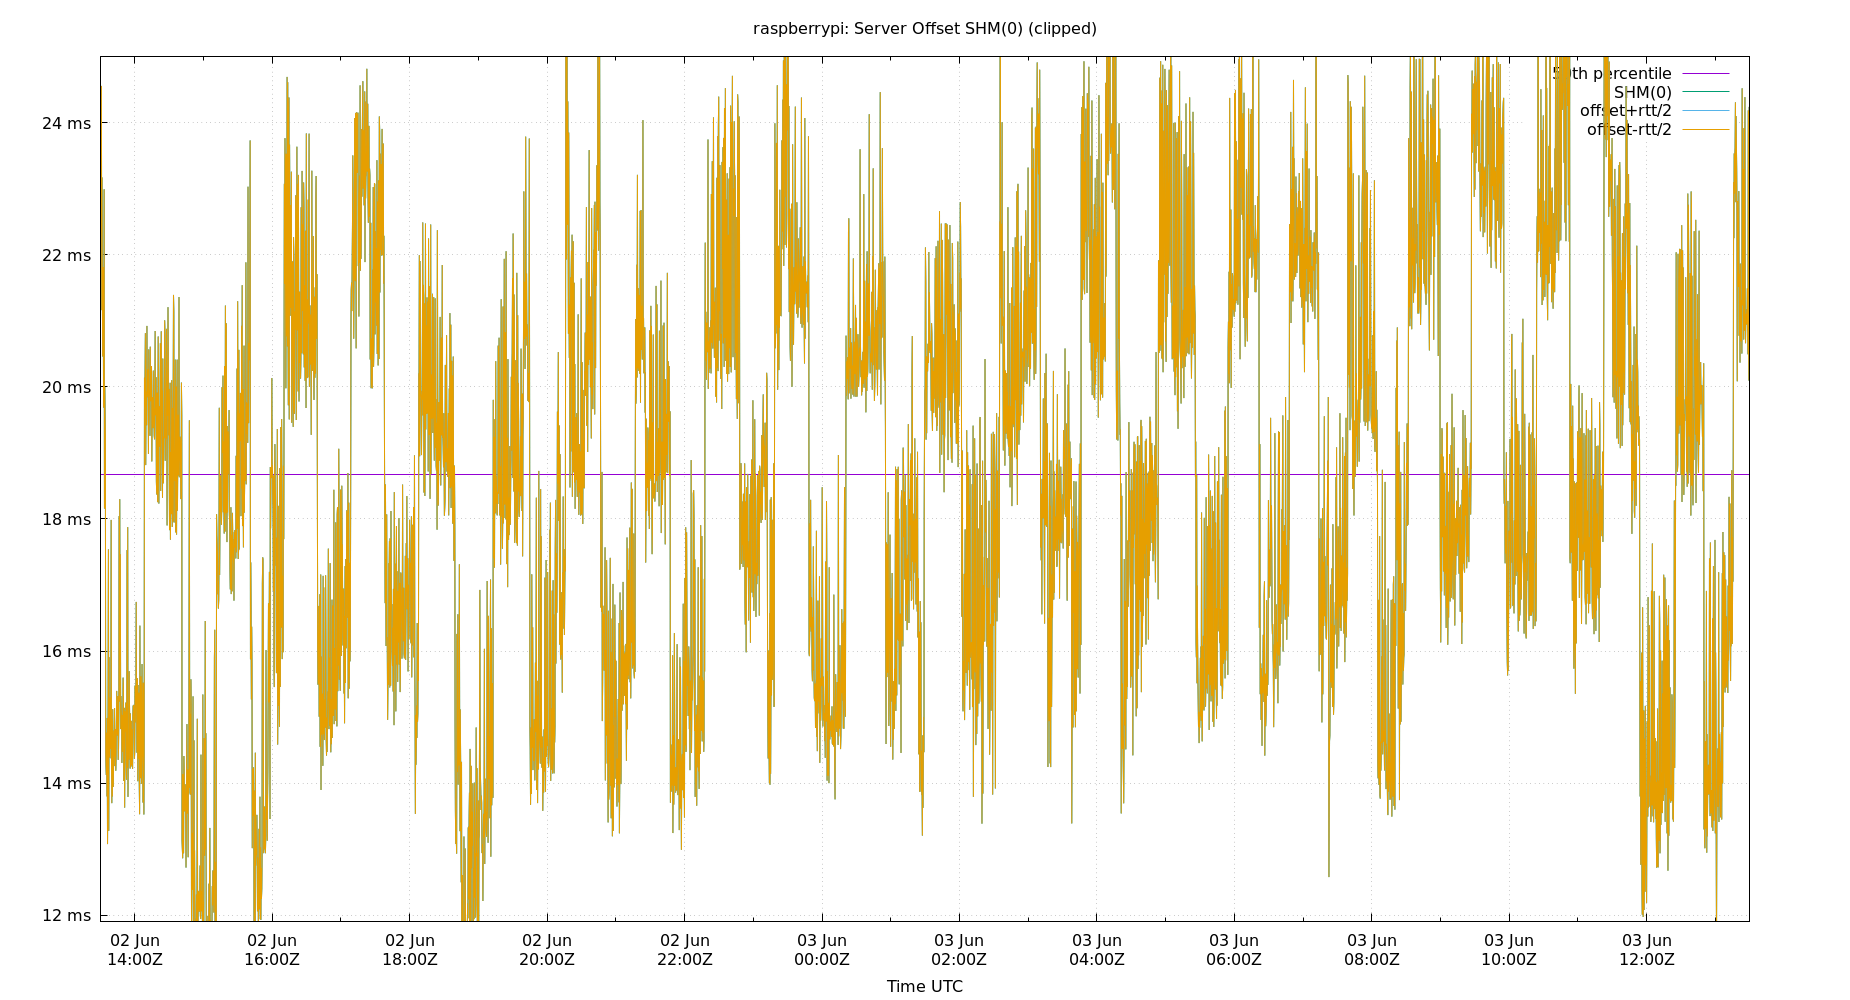 raspberrypi: Server Offset SHM(0) (clipped)
50th percentile
SHM(0)
offset+rtt/2
offset-rtt/2
24 ms
22 ms
20 ms
18 ms
16 ms
14 ms
12 ms
02 Jun 02 Jun 02 Jun 02 Jun 02 Jun 03 Jun 03 Jun 03 Jun 03 Jun 03 Jun 03 Jun 03 Jun
14:00Z 16:00Z 18:00Z 20:00Z 22:00Z 00:00Z 02:00Z 04:00Z 06:00Z 08:00Z 10:00Z 12:00Z
Time UTC